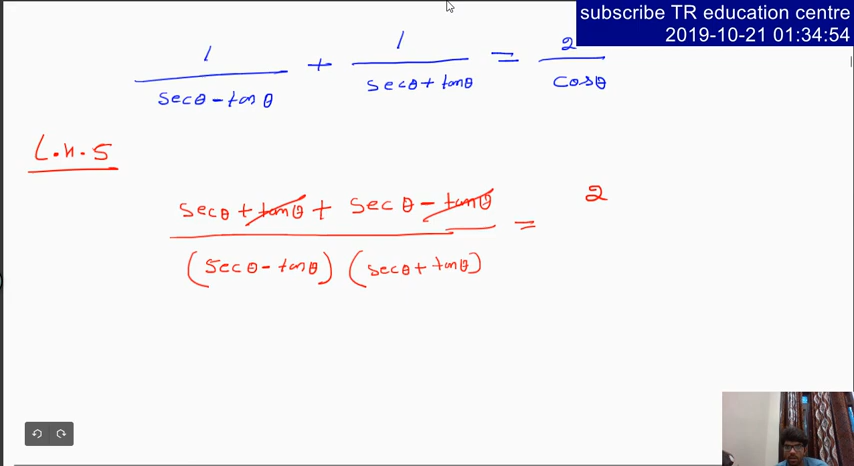 subscribe TR education centre
2019-10-21 01:34:54
1 / (secθ - tanθ) + 1 / (secθ + tanθ) = 2 / cosθ
L.H.S
(secθ + tanθ + secθ - tanθ) / ((secθ - tanθ) (secθ + tanθ)) = 2